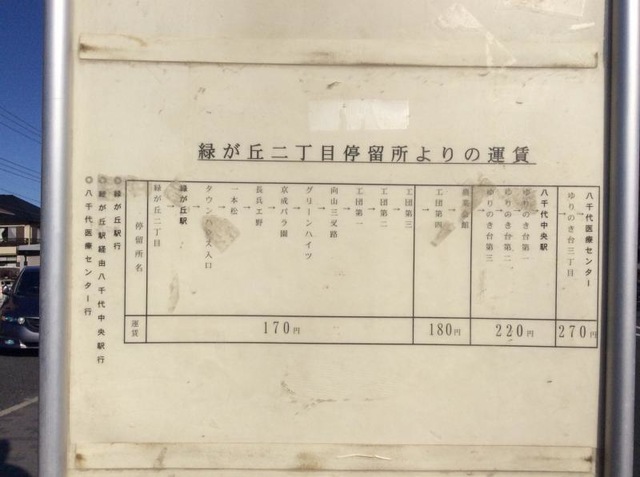 緑が丘二丁目停留所よりの運賃
◎緑が丘駅行
◎緑が丘駅経由八千代中央駅行
◎八千代医療センター行
停留所名
緑が丘二丁目
→
緑が丘駅
→
入口
→
一本松
→
長兵エ野
→
京成バラ園
→
グリーンハイツ
→
向山三叉路
→
工団第一
→
工団第二
→
工団第三
→
工団第四
→
→
ゆりのき台第三
→
ゆりのき台第二
→
ゆりのき台第一
→
八千代中央駅
→
ゆりのき台三丁目
→
八千代医療センター
運賃
170円
180円
220円
270円